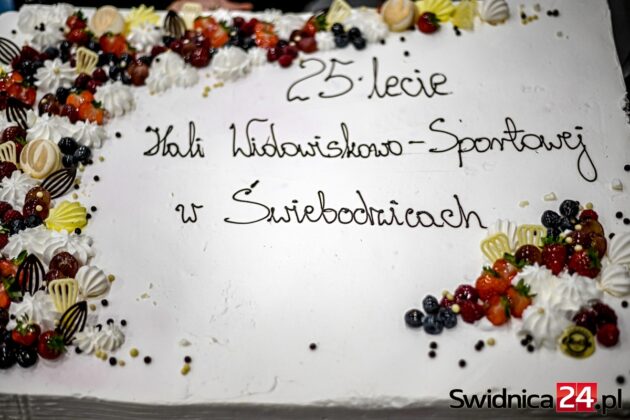 25-lecie
Hali Widowiskowo-Sportowej
w Świebodzicach
Swidnica24.pl